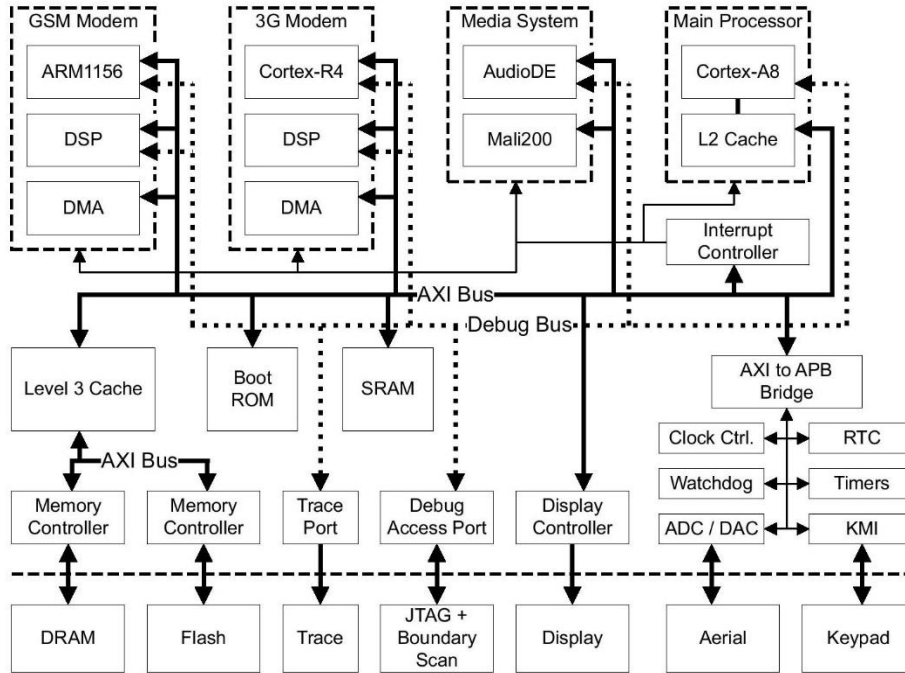 GSM Modem
3G Modem
Media System
Main Processor
ARM1156
Cortex-R4
AudioDE
Cortex-A8
DSP
DSP
Mali200
L2 Cache
DMA
DMA
Interrupt
Controller
AXI Bus
Debug Bus
Level 3 Cache
Boot
ROM
SRAM
AXI to APB
Bridge
Clock Ctrl.
RTC
AXI Bus
Watchdog
Timers
Memory
Controller
Memory
Controller
Trace
Port
Debug
Access Port
Display
Controller
ADC / DAC
KMI
DRAM
Flash
Trace
JTAG +
Boundary
Scan
Display
Aerial
Keypad